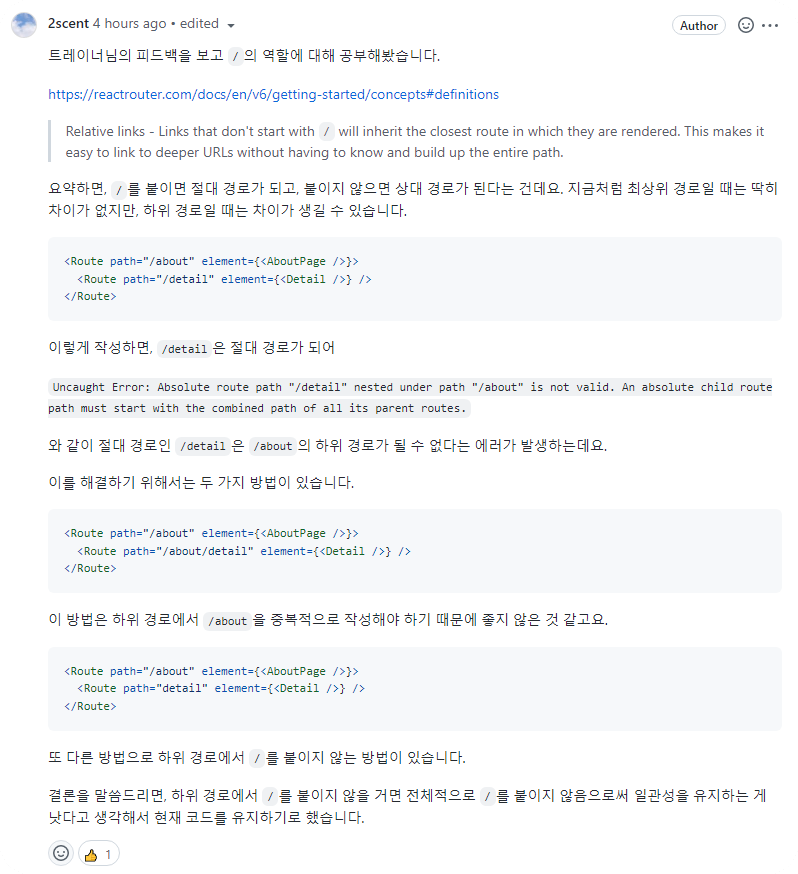 2scent 4 hours ago • edited
Author
트레이너님의 피드백을 보고 / 의 역할에 대해 공부해봤습니다.
https://reactrouter.com/docs/en/v6/getting-started/concepts#definitions
Relative links - Links that don't start with / will inherit the closest route in which they are rendered. This makes it
easy to link to deeper URLs without having to know and build up the entire path.
요약하면, / 를 붙이면 절대 경로가 되고, 붙이지 않으면 상대 경로가 된다는 건데요. 지금처럼 최상위 경로일 때는 딱히
차이가 없지만, 하위 경로일 때는 차이가 생길 수 있습니다.
<Route path="/about" element={<AboutPage />}>
<Route path="/detail" element={<Detail />} />
</Route>
이렇게 작성하면, /detail 은 절대 경로가 되어
Uncaught Error: Absolute route path "/detail" nested under path "/about" is not valid. An absolute child route
path must start with the combined path of all its parent routes.
와 같이 절대 경로인 /detail 은 /about 의 하위 경로가 될 수 없다는 에러가 발생하는데요.
이를 해결하기 위해서는 두 가지 방법이 있습니다.
<Route path="/about" element={<AboutPage />}>
<Route path="/about/detail" element={<Detail />} />
</Route>
이 방법은 하위 경로에서 /about 을 중복적으로 작성해야 하기 때문에 좋지 않은 것 같고요.
<Route path="/about" element={<AboutPage />}>
<Route path="detail" element={<Detail />} />
</Route>
또 다른 방법으로 하위 경로에서 / 를 붙이지 않는 방법이 있습니다.
결론을 말씀드리면, 하위 경로에서 / 를 붙이지 않을 거면 전체적으로 / 를 붙이지 않음으로써 일관성을 유지하는 게
낫다고 생각해서 현재 코드를 유지하기로 했습니다.
👍 1